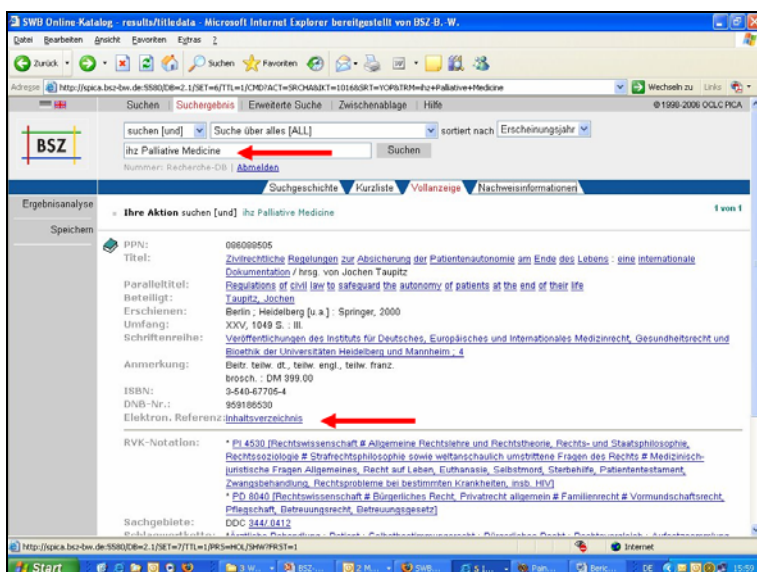 SWB Online-Katalog - results/titledata - Microsoft Internet Explorer bereitgestellt von BSZ-B.-W.
Datei Bearbeiten Ansicht Favoriten Extras ?
Zurück Suchen Favoriten
Adresse http://spica.bsz-bw.de:5580/DB=2.1/SET=6/TTL=1/CMD?ACT=SRCHA&IKT=1016&SRT=YOP&TRM=ihz+Palliative+Medicine Wechseln zu Links
Suchen | Suchergebnis | Erweiterte Suche | Zwischenablage | Hilfe © 1998-2006 OCLC PICA
BSZ
suchen [und] Suche über alles [ALL] sortiert nach Erscheinungsjahr
ihz Palliative Medicine Suchen
Nummer: Recherche-DB | Abmelden
Suchgeschichte Kurzliste Vollanzeige Nachweisinformationen
Ergebnisanalyse
Speichern
Ihre Aktion suchen [und] ihz Palliative Medicine 1 von 1
PPN: 086088505
Titel: Zivilrechtliche Regelungen zur Absicherung der Patientenautonomie am Ende des Lebens : eine internationale
Dokumentation / hrsg. von Jochen Taupitz
Paralleltitel: Regulations of civil law to safeguard the autonomy of patients at the end of their life
Beteiligt: Taupitz, Jochen
Erschienen: Berlin ; Heidelberg [u.a.] : Springer, 2000
Umfang: XXV, 1049 S. : Ill.
Schriftenreihe: Veröffentlichungen des Instituts für Deutsches, Europäisches und Internationales Medizinrecht, Gesundheitsrecht und
Bioethik der Universitäten Heidelberg und Mannheim ; 4
Anmerkung: Beitr. teilw. dt., teilw. engl., teilw. franz.
brosch. : DM 399.00
ISBN: 3-540-67705-4
DNB-Nr.: 959186530
Elektron. Referenz: Inhaltsverzeichnis
RVK-Notation: * PI 4530 [Rechtswissenschaft # Allgemeine Rechtslehre und Rechtstheorie, Rechts- und Staatsphilosophie,
Rechtssoziologie # Strafrechtsphilosophie sowie weltanschaulich umstrittene Fragen des Rechts # Medizinisch-
juristische Fragen Allgemeines, Recht auf Leben, Euthanasie, Selbstmord, Sterbehilfe, Patiententestament,
Zwangsbehandlung, Rechtsprobleme bei bestimmten Krankheiten, insb. HIV]
* PD 8040 [Rechtswissenschaft # Bürgerliches Recht, Privatrecht allgemein # Familienrecht # Vormundschaftsrecht,
Pflegschaft, Betreuungsrecht, Betreuungsgesetz]
Sachgebiete: DDC 344/.0412
http://spica.bsz-bw.de:5580/DB=2.1/SET=7/TTL=1/PRS=HOL/SHW?FRST=1 Internet
Start 3 W... BSZ-... 2 M... SWB... Pain... Beric... DE 15:59